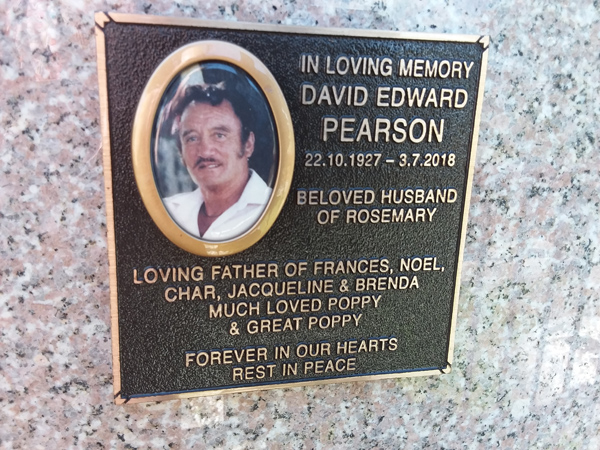 IN LOVING MEMORY
DAVID EDWARD
PEARSON
22.10.1927 – 3.7.2018
BELOVED HUSBAND
OF ROSEMARY
LOVING FATHER OF FRANCES, NOEL,
CHAR, JACQUELINE & BRENDA
MUCH LOVED POPPY
& GREAT POPPY
FOREVER IN OUR HEARTS
REST IN PEACE